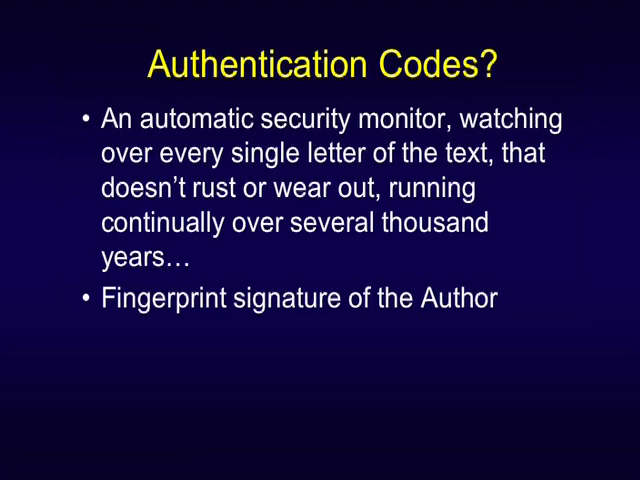 Authentication Codes?
• An automatic security monitor, watching
over every single letter of the text, that
doesn't rust or wear out, running
continually over several thousand
years…
• Fingerprint signature of the Author